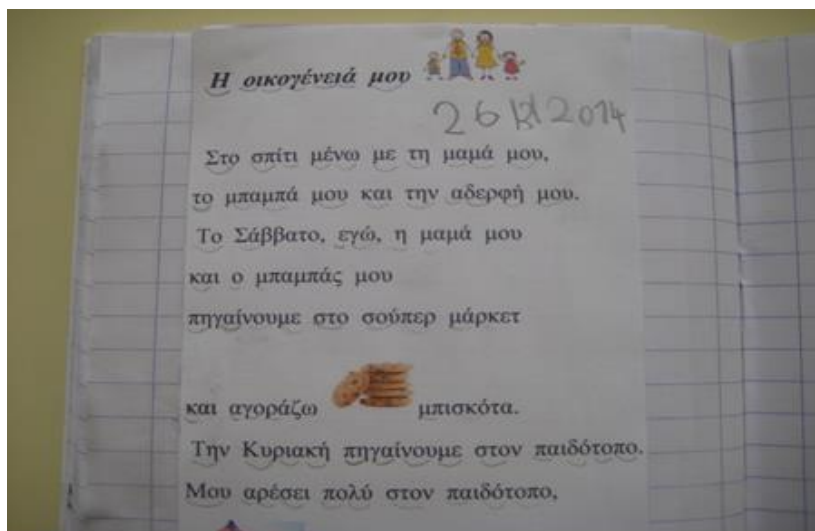 Η οικογένειά μου
26 2014
Στο σπίτι μένω με τη μαμά μου,
το μπαμπά μου και την αδερφή μου.
Το Σάββατο, εγώ, η μαμά μου
και ο μπαμπάς μου
πηγαίνουμε στο σούπερ μάρκετ
και αγοράζω μπισκότα.
Την Κυριακή πηγαίνουμε στον παιδότοπο.
Μου αρέσει πολύ στον παιδότοπο,